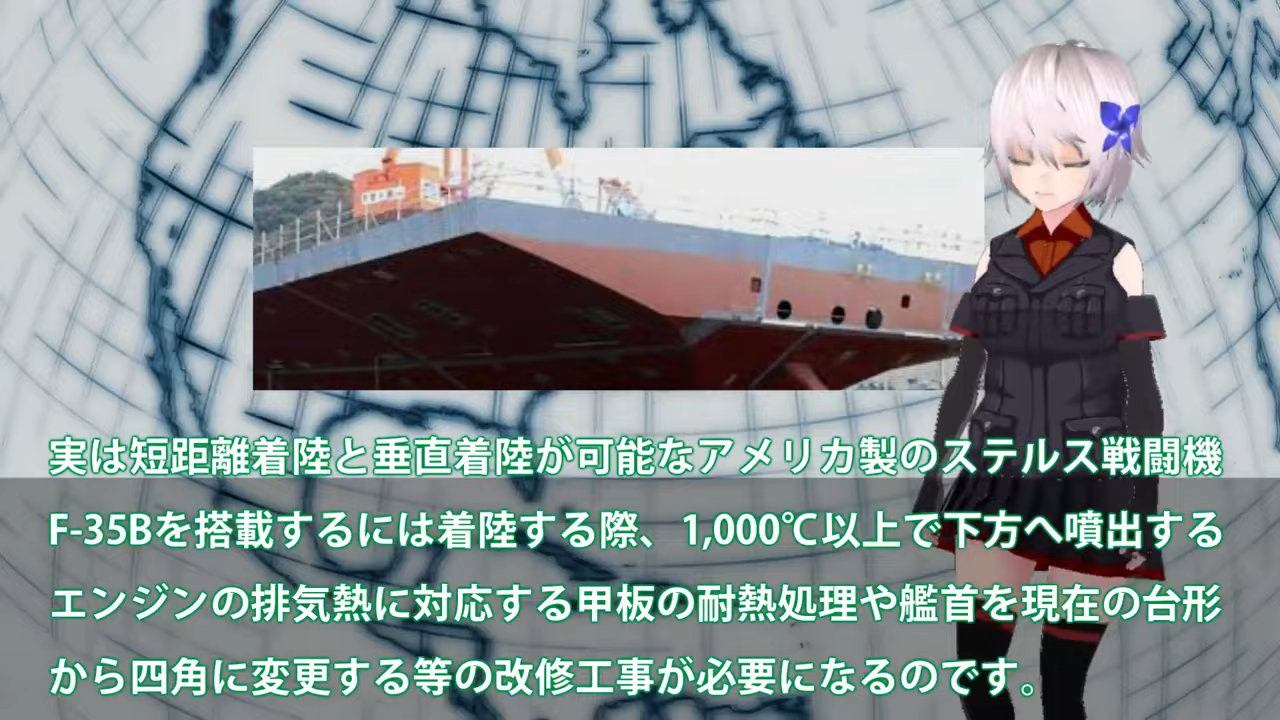 実は短距離着陸と垂直着陸が可能なアメリカ製のステルス戦闘機
F-35Bを搭載するには着陸する際、1,000℃以上で下方へ噴出する
エンジンの排気熱に対応する甲板の耐熱処理や艦首を現在の台形
から四角に変更する等の改修工事が必要になるのです。